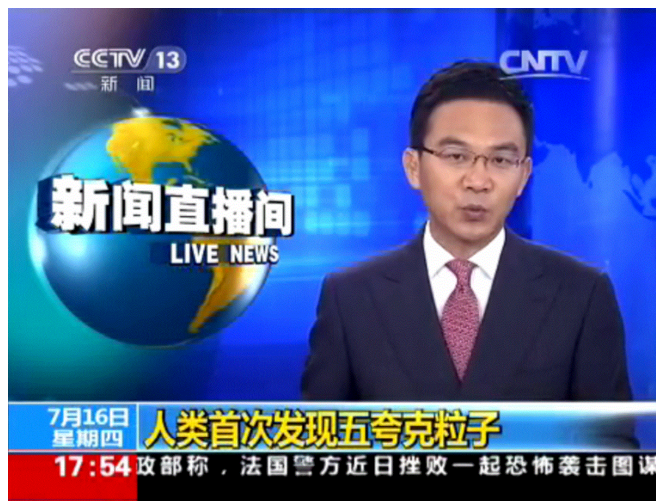 CCTV 13
新闻
CNTV
新闻直播间
LIVE NEWS
7月16日
星期四
人类首次发现五夸克粒子
17:54
政部称，法国警方近日挫败一起恐怖袭击图谋